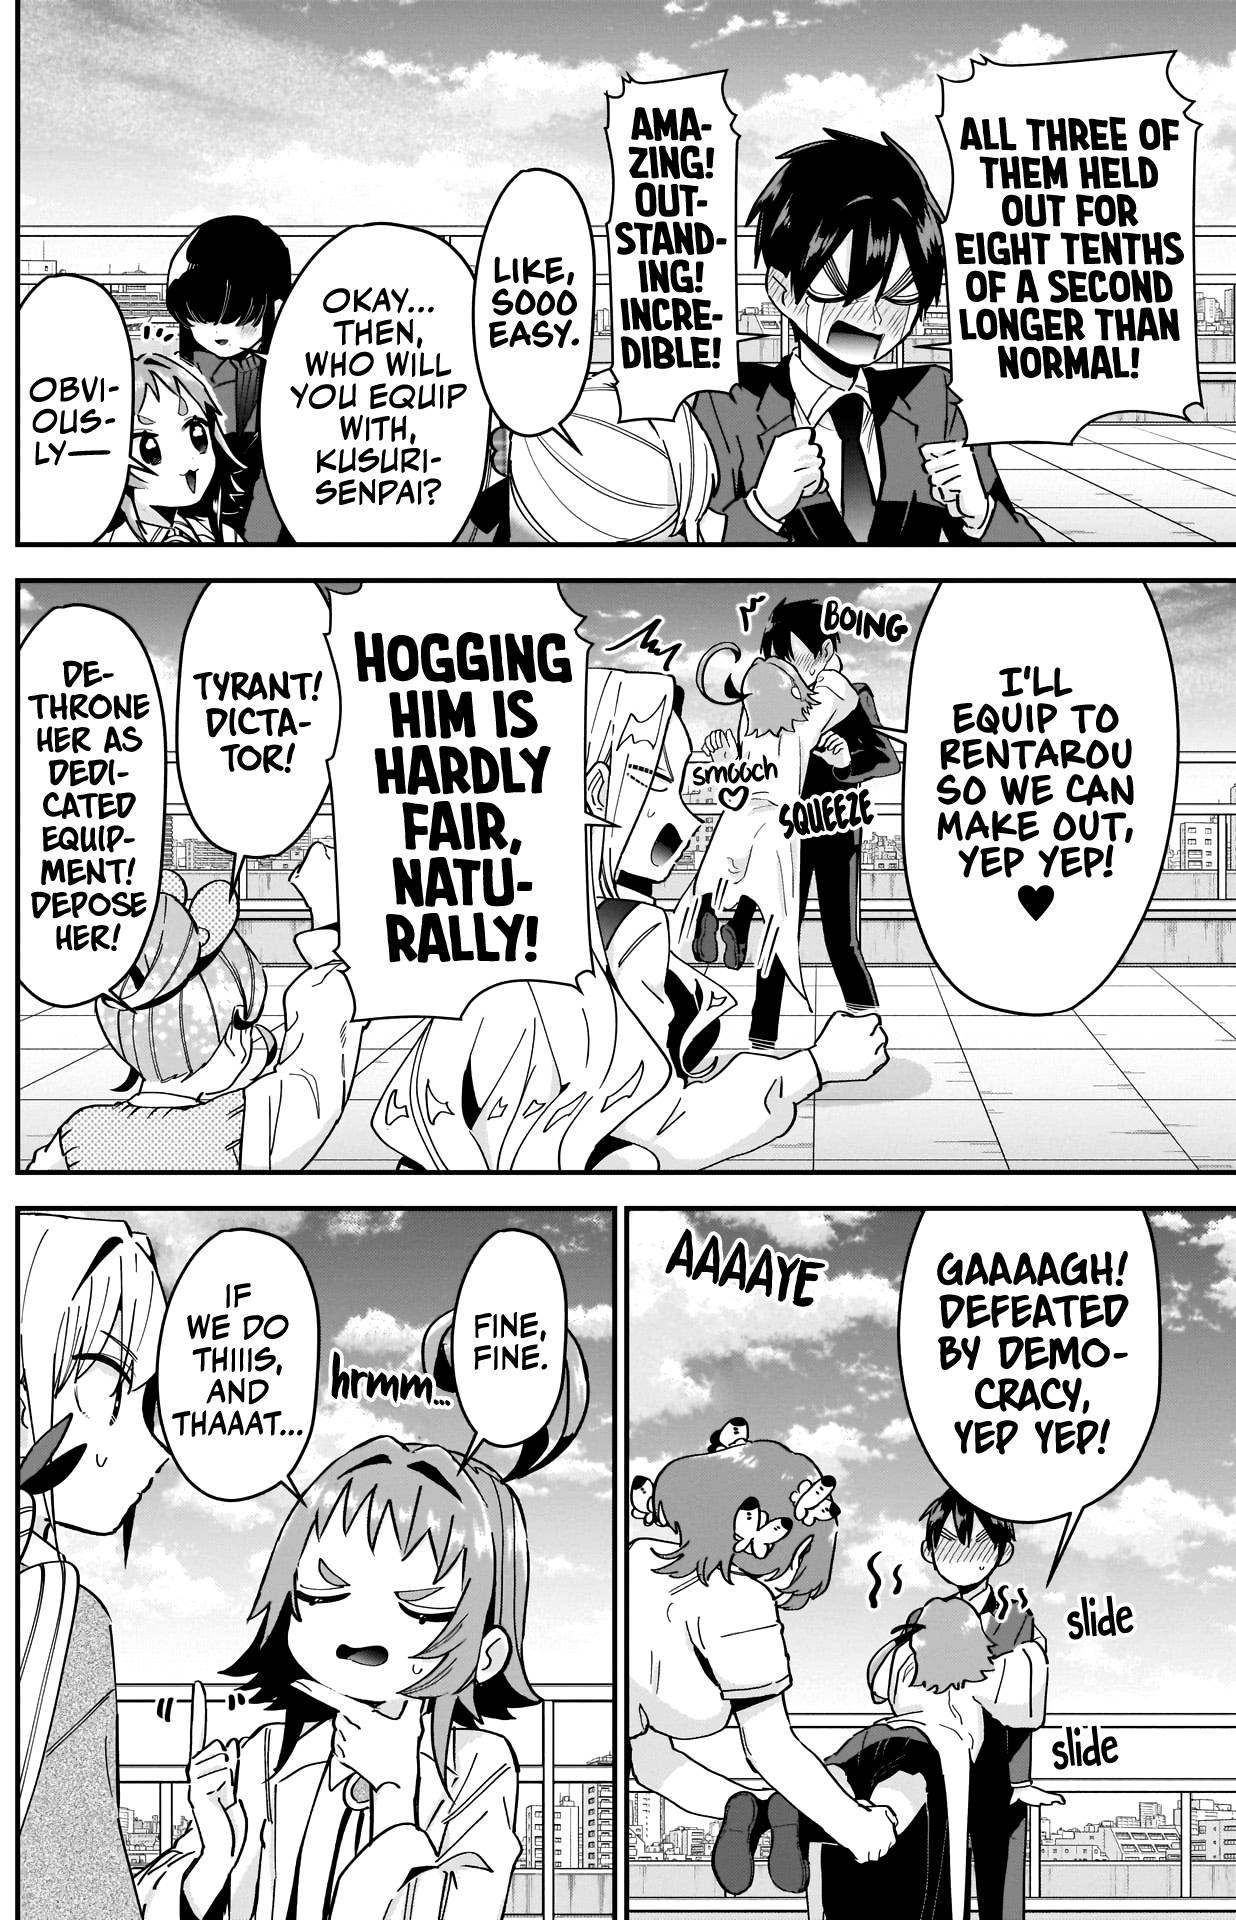 ALL THREE OF
THEM HELD
OUT FOR
EIGHT TENTHS
OF A SECOND
LONGER THAN
NORMAL!
AMA-
ZING!
OUT-
STAND-
ING!
INCRE-
DIBLE!
LIKE,
SOOO
EASY.
OKAY...
THEN,
WHO WILL
YOU EQUIP
WITH,
KUSURI-
SENPAI?
OBVI-
OUS-
LY—
I'LL
EQUIP TO
RENTAROU
SO WE CAN
MAKE OUT,
YEP YEP!
♥
BOING
smooch
♡
SQUEEZE
HOGGING
HIM IS
HARDLY
FAIR,
NATU-
RALLY!
TYRANT!
DICTA-
TOR!
DE-
THRONE
HER AS
DEDI-
CATED
EQUIP-
MENT!
DEPOSE
HER!
GAAAAGH!
DEFEATED
BY DEMO-
CRACY,
YEP YEP!
AAAAYE
slide
slide
FINE,
FINE.
hrmm...
IF
WE DO
THIIIS,
AND
THAAAT...